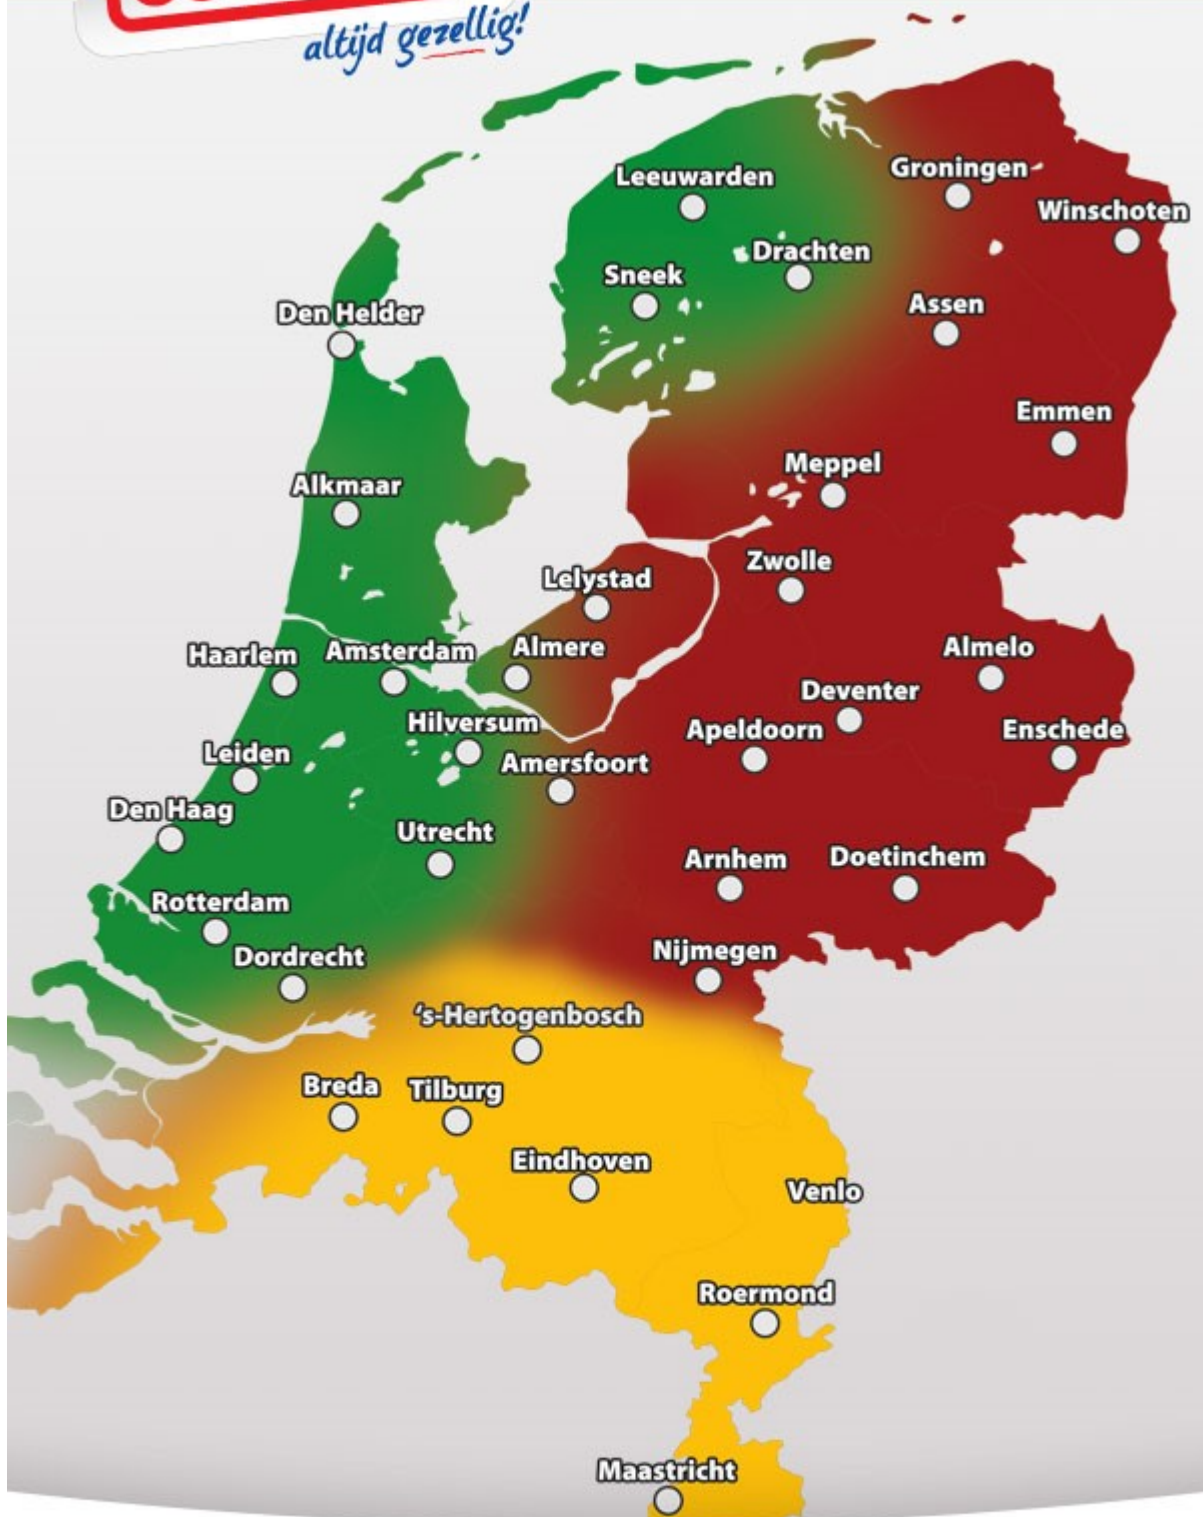 altijd gezellig!
Groningen
Leeuwarden
Winschoten
Drachten
Sneek
Assen
Den Helder
Emmen
Meppel
Alkmaar
Zwolle
Lelystad
Almere
Almelo
Amsterdam
Haarlem
Deventer
Hilversum
Apeldoorn
Enschede
Leiden
Amersfoort
Den Haag
Utrecht
Arnhem
Doetinchem
Rotterdam
Nijmegen
Dordrecht
‘s-Hertogenbosch
Breda
Tilburg
Eindhoven
Venlo
Roermond
Maastricht